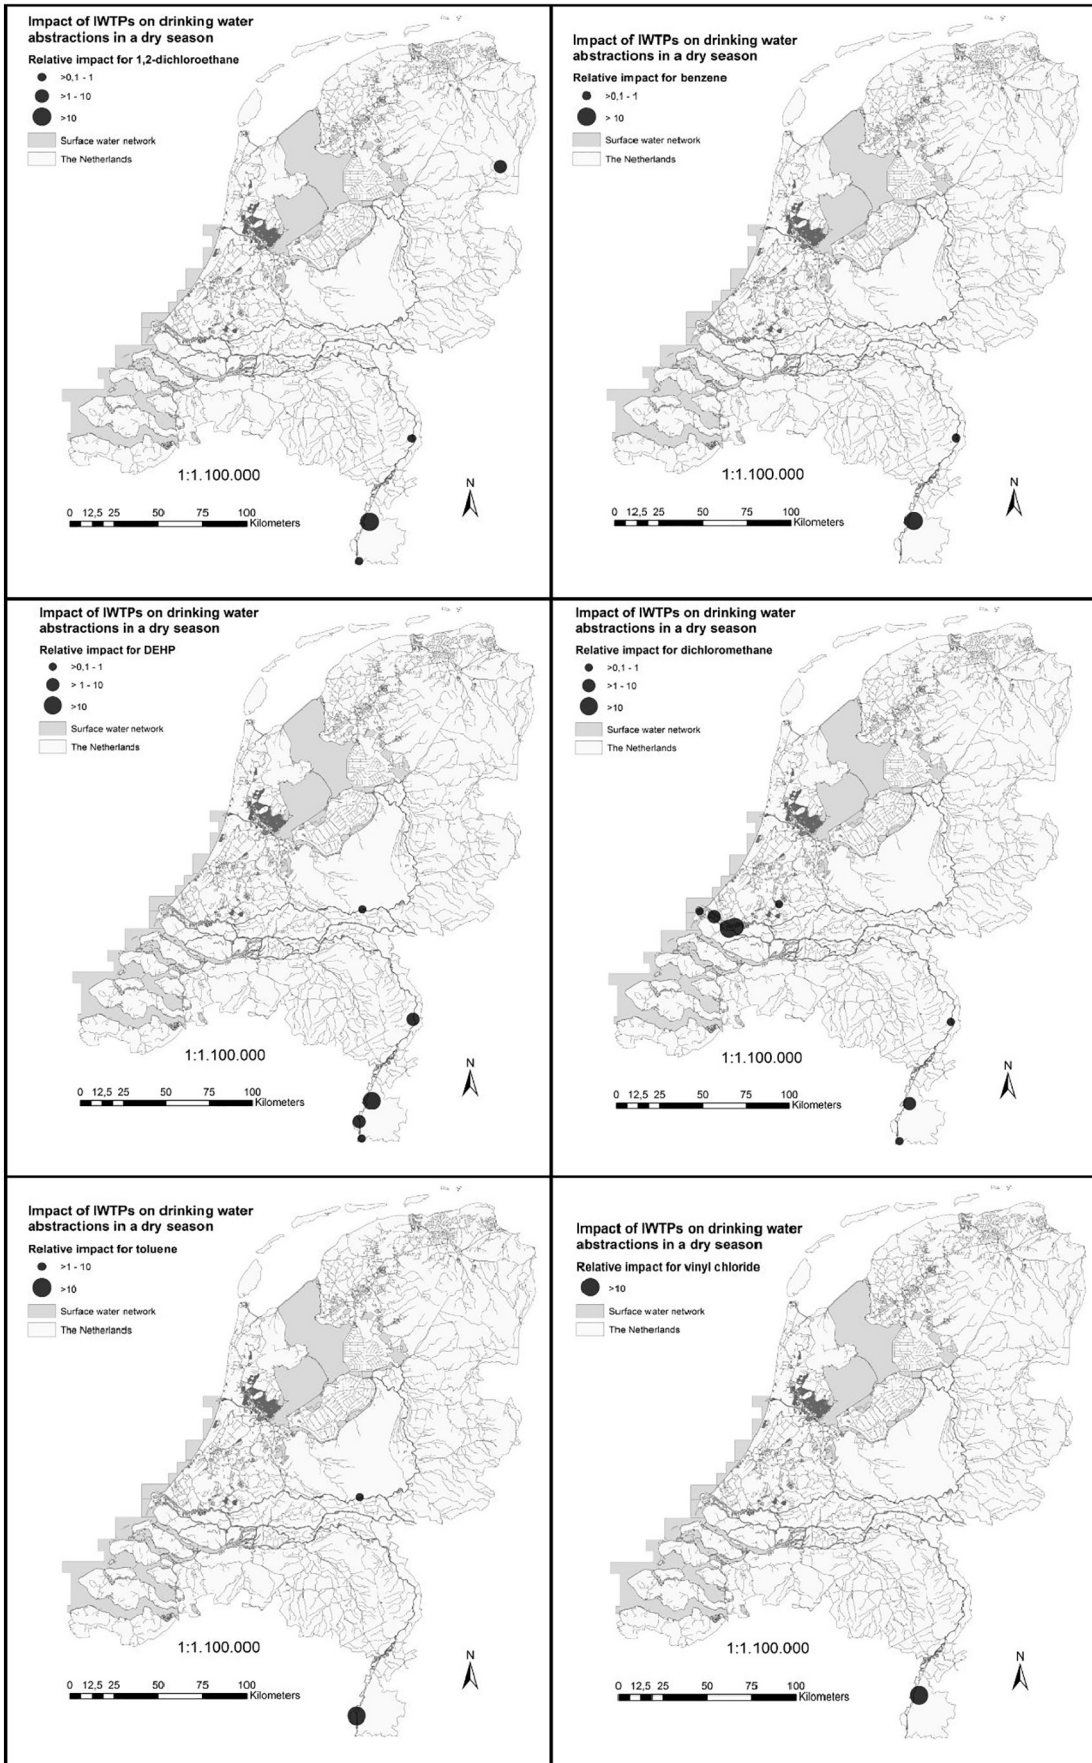 Impact of IWTPs on drinking water
abstractions in a dry season
Relative impact for 1,2-dichloroethane
>0,1 - 1
>1 - 10
>10
Surface water network
The Netherlands
1:1.100.000
N
0 12,5 25 50 75 100
Kilometers
Impact of IWTPs on drinking water
abstractions in a dry season
Relative impact for benzene
>0,1 - 1
> 10
Surface water network
The Netherlands
1:1.100.000
N
0 12,5 25 50 75 100
Kilometers
Impact of IWTPs on drinking water
abstractions in a dry season
Relative impact for DEHP
>0,1 - 1
> 1 - 10
>10
Surface water network
The Netherlands
1:1.100.000
N
0 12,5 25 50 75 100
Kilometers
Impact of IWTPs on drinking water
abstractions in a dry season
Relative impact for dichloromethane
>0,1 - 1
>1 - 10
>10
Surface water network
The Netherlands
1:1.100.000
N
0 12,5 25 50 75 100
Kilometers
Impact of IWTPs on drinking water
abstractions in a dry season
Relative impact for toluene
>1 - 10
>10
Surface water network
The Netherlands
1:1.100.000
N
0 12,5 25 50 75 100
Kilometers
Impact of IWTPs on drinking water
abstractions in a dry season
Relative impact for vinyl chloride
>10
Surface water network
The Netherlands
1:1.100.000
N
0 12,5 25 50 75 100
Kilometers